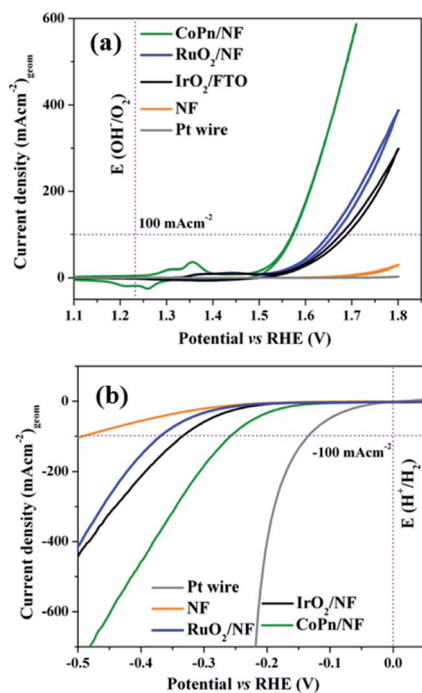 (a)
CoPn/NF
RuO₂/NF
IrO₂/FTO
NF
Pt wire
E (OH⁻/O₂)
100 mAcm⁻²
Current density (mAcm⁻²)geom
600
400
200
0
1.1 1.2 1.3 1.4 1.5 1.6 1.7 1.8
Potential vs RHE (V)
(b)
-100 mAcm⁻²
E (H⁺/H₂)
Pt wire
NF
RuO₂/NF
IrO₂/NF
CoPn/NF
Current density (mAcm⁻²)geom
0
-200
-400
-600
-0.5 -0.4 -0.3 -0.2 -0.1 0.0
Potential vs RHE (V)